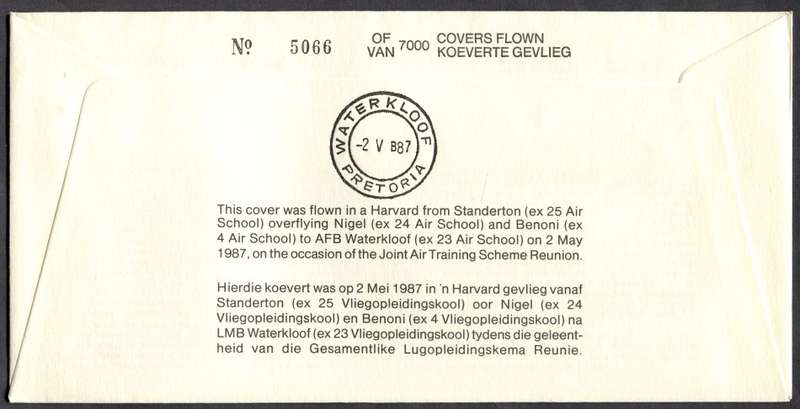 No 5066 OF VAN 7000 COVERS FLOWN KOEVERTE GEVLIEG
WATERKLOOF
-2 V B87
PRETORIA
This cover was flown in a Harvard from Standerton (ex 25 Air
School) overflying Nigel (ex 24 Air School) and Benoni (ex
4 Air School) to AFB Waterkloof (ex 23 Air School) on 2 May
1987, on the occasion of the Joint Air Training Scheme Reunion.
Hierdie koevert was op 2 Mei 1987 in 'n Harvard gevlieg vanaf
Standerton (ex 25 Vliegopleidingskool) oor Nigel (ex 24
Vliegopleidingskool) en Benoni (ex 4 Vliegopleidingskool) na
LMB Waterkloof (ex 23 Vliegopleidingskool) tydens die geleent-
heid van die Gesamentlike Lugopleidingskema Reunie.